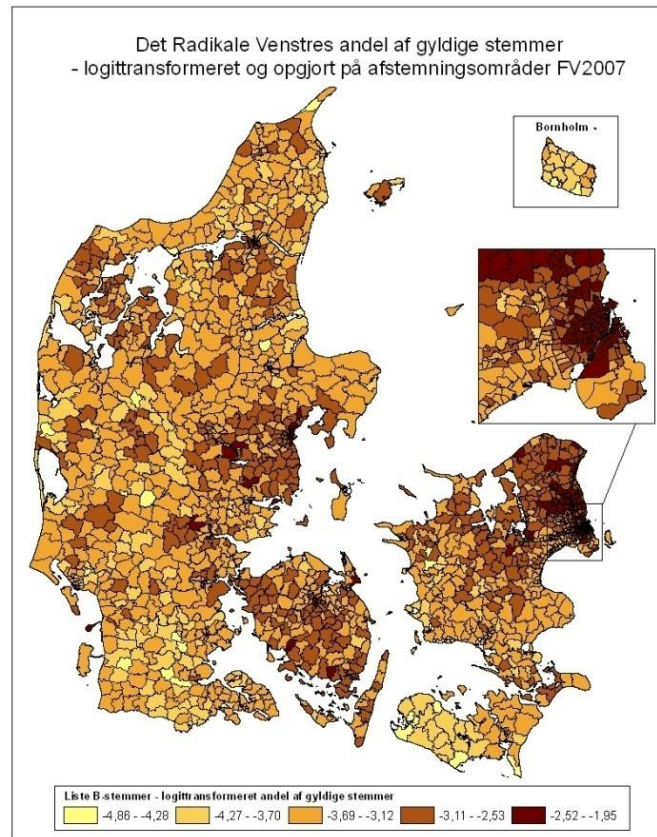 Det Radikale Venstres andel af gyldige stemmer
- logittransformeret og opgjort på afstemningsområder FV2007
Bornholm
Liste B-stemmer - logittransformeret andel af gyldige stemmer
-4,86 - -4,28 -4,27 - -3,70 -3,69 - -3,12 -3,11 - -2,53 -2,52 - -1,95